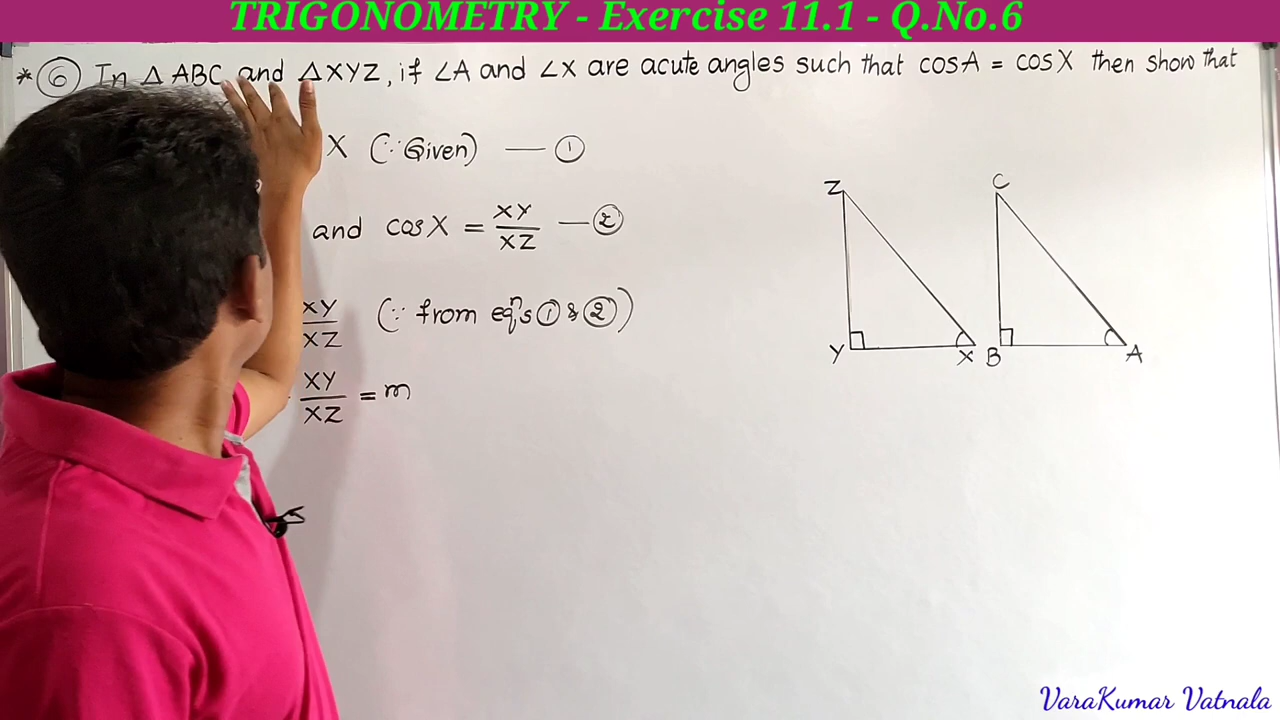 TRIGONOMETRY - Exercise 11.1 - Q.No.6
* ⑥ In △ ABC and △XYZ, if ∠A and ∠X are acute angles such that cosA = cosX then show that
X (∵ Given) — ①
and cosX = XY/XZ — ②
XY/XZ (∵ from eqⁿs ① & ②)
XY/XZ = m
Z C
Y X B A
VaraKumar Vatnala